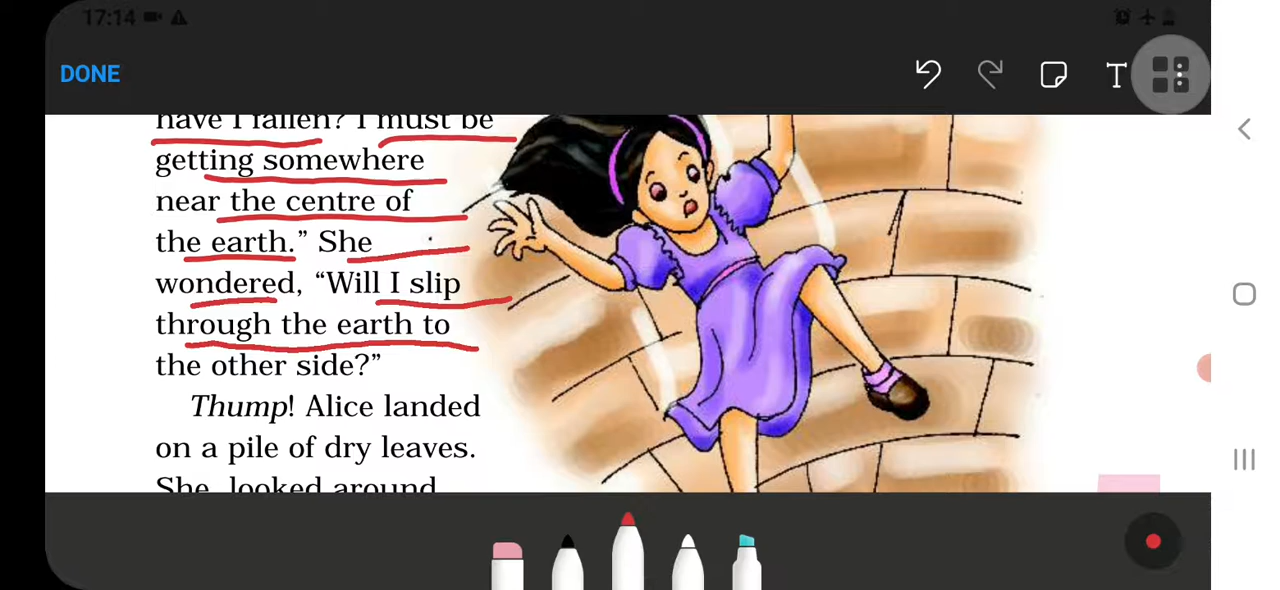 17:14
DONE
T
have I fallen? I must be
getting somewhere
near the centre of
the earth.” She
wondered, “Will I slip
through the earth to
the other side?”
Thump! Alice landed
on a pile of dry leaves.
She looked around